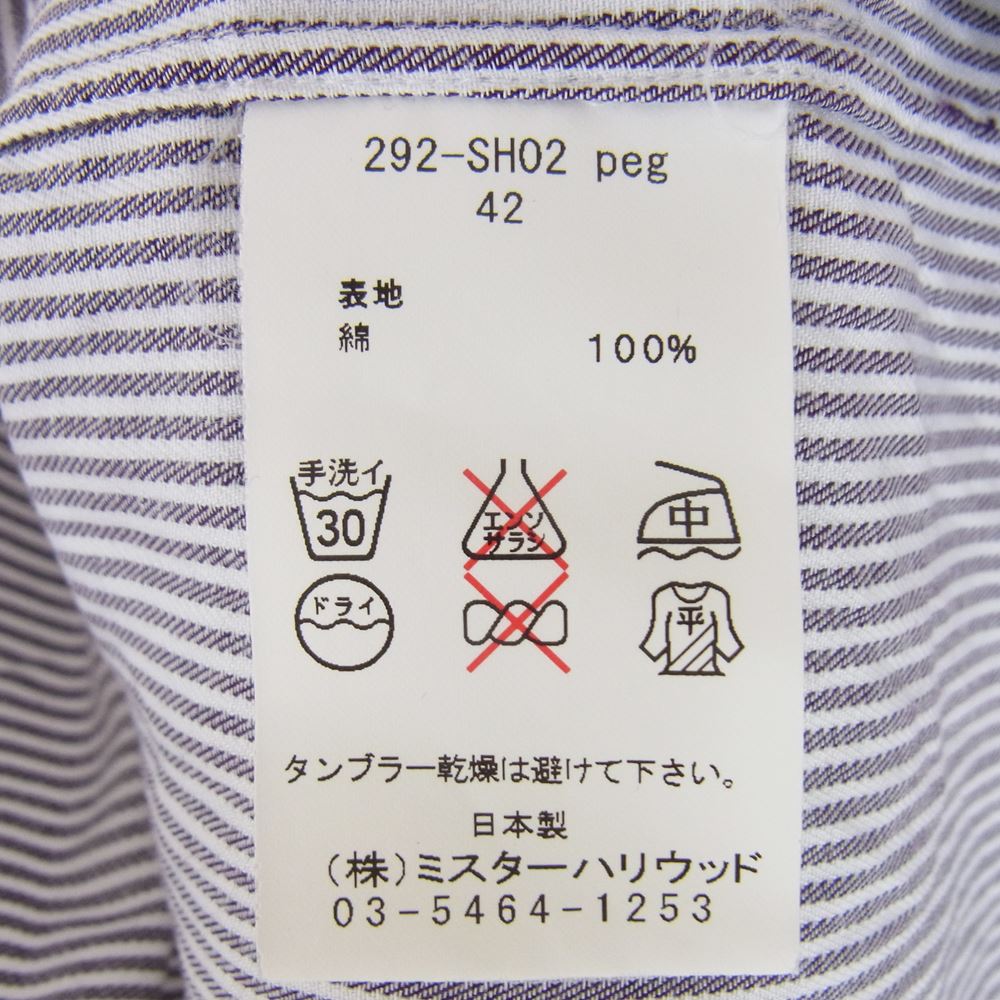 292-SH02 peg
42
表地
綿 100%
手洗イ
30
エンソ
サラシ
中
ドライ
平
タンブラー乾燥は避けて下さい。
日本製
(株)ミスターハリウッド
03-5464-1253